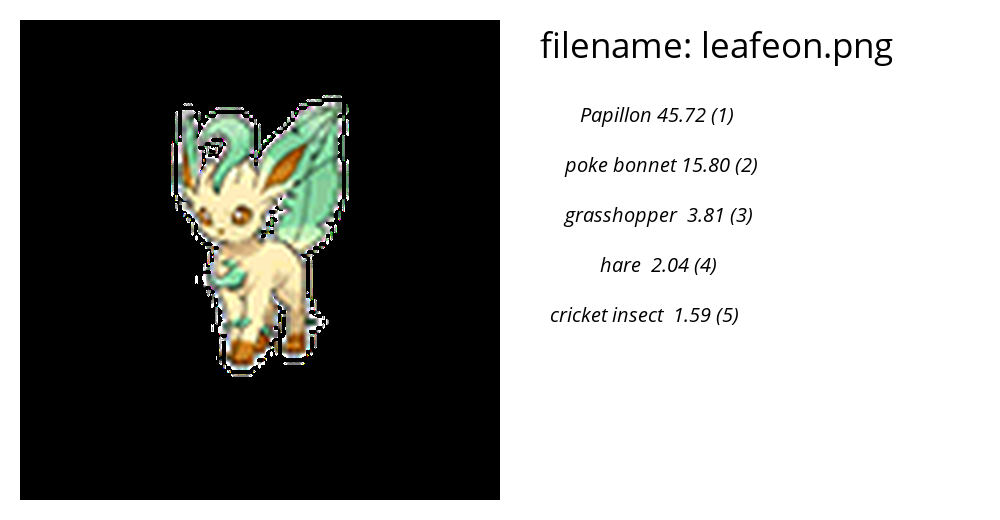 filename: leafeon.png
Papillon 45.72 (1)
poke bonnet 15.80 (2)
grasshopper 3.81 (3)
hare 2.04 (4)
cricket insect 1.59 (5)